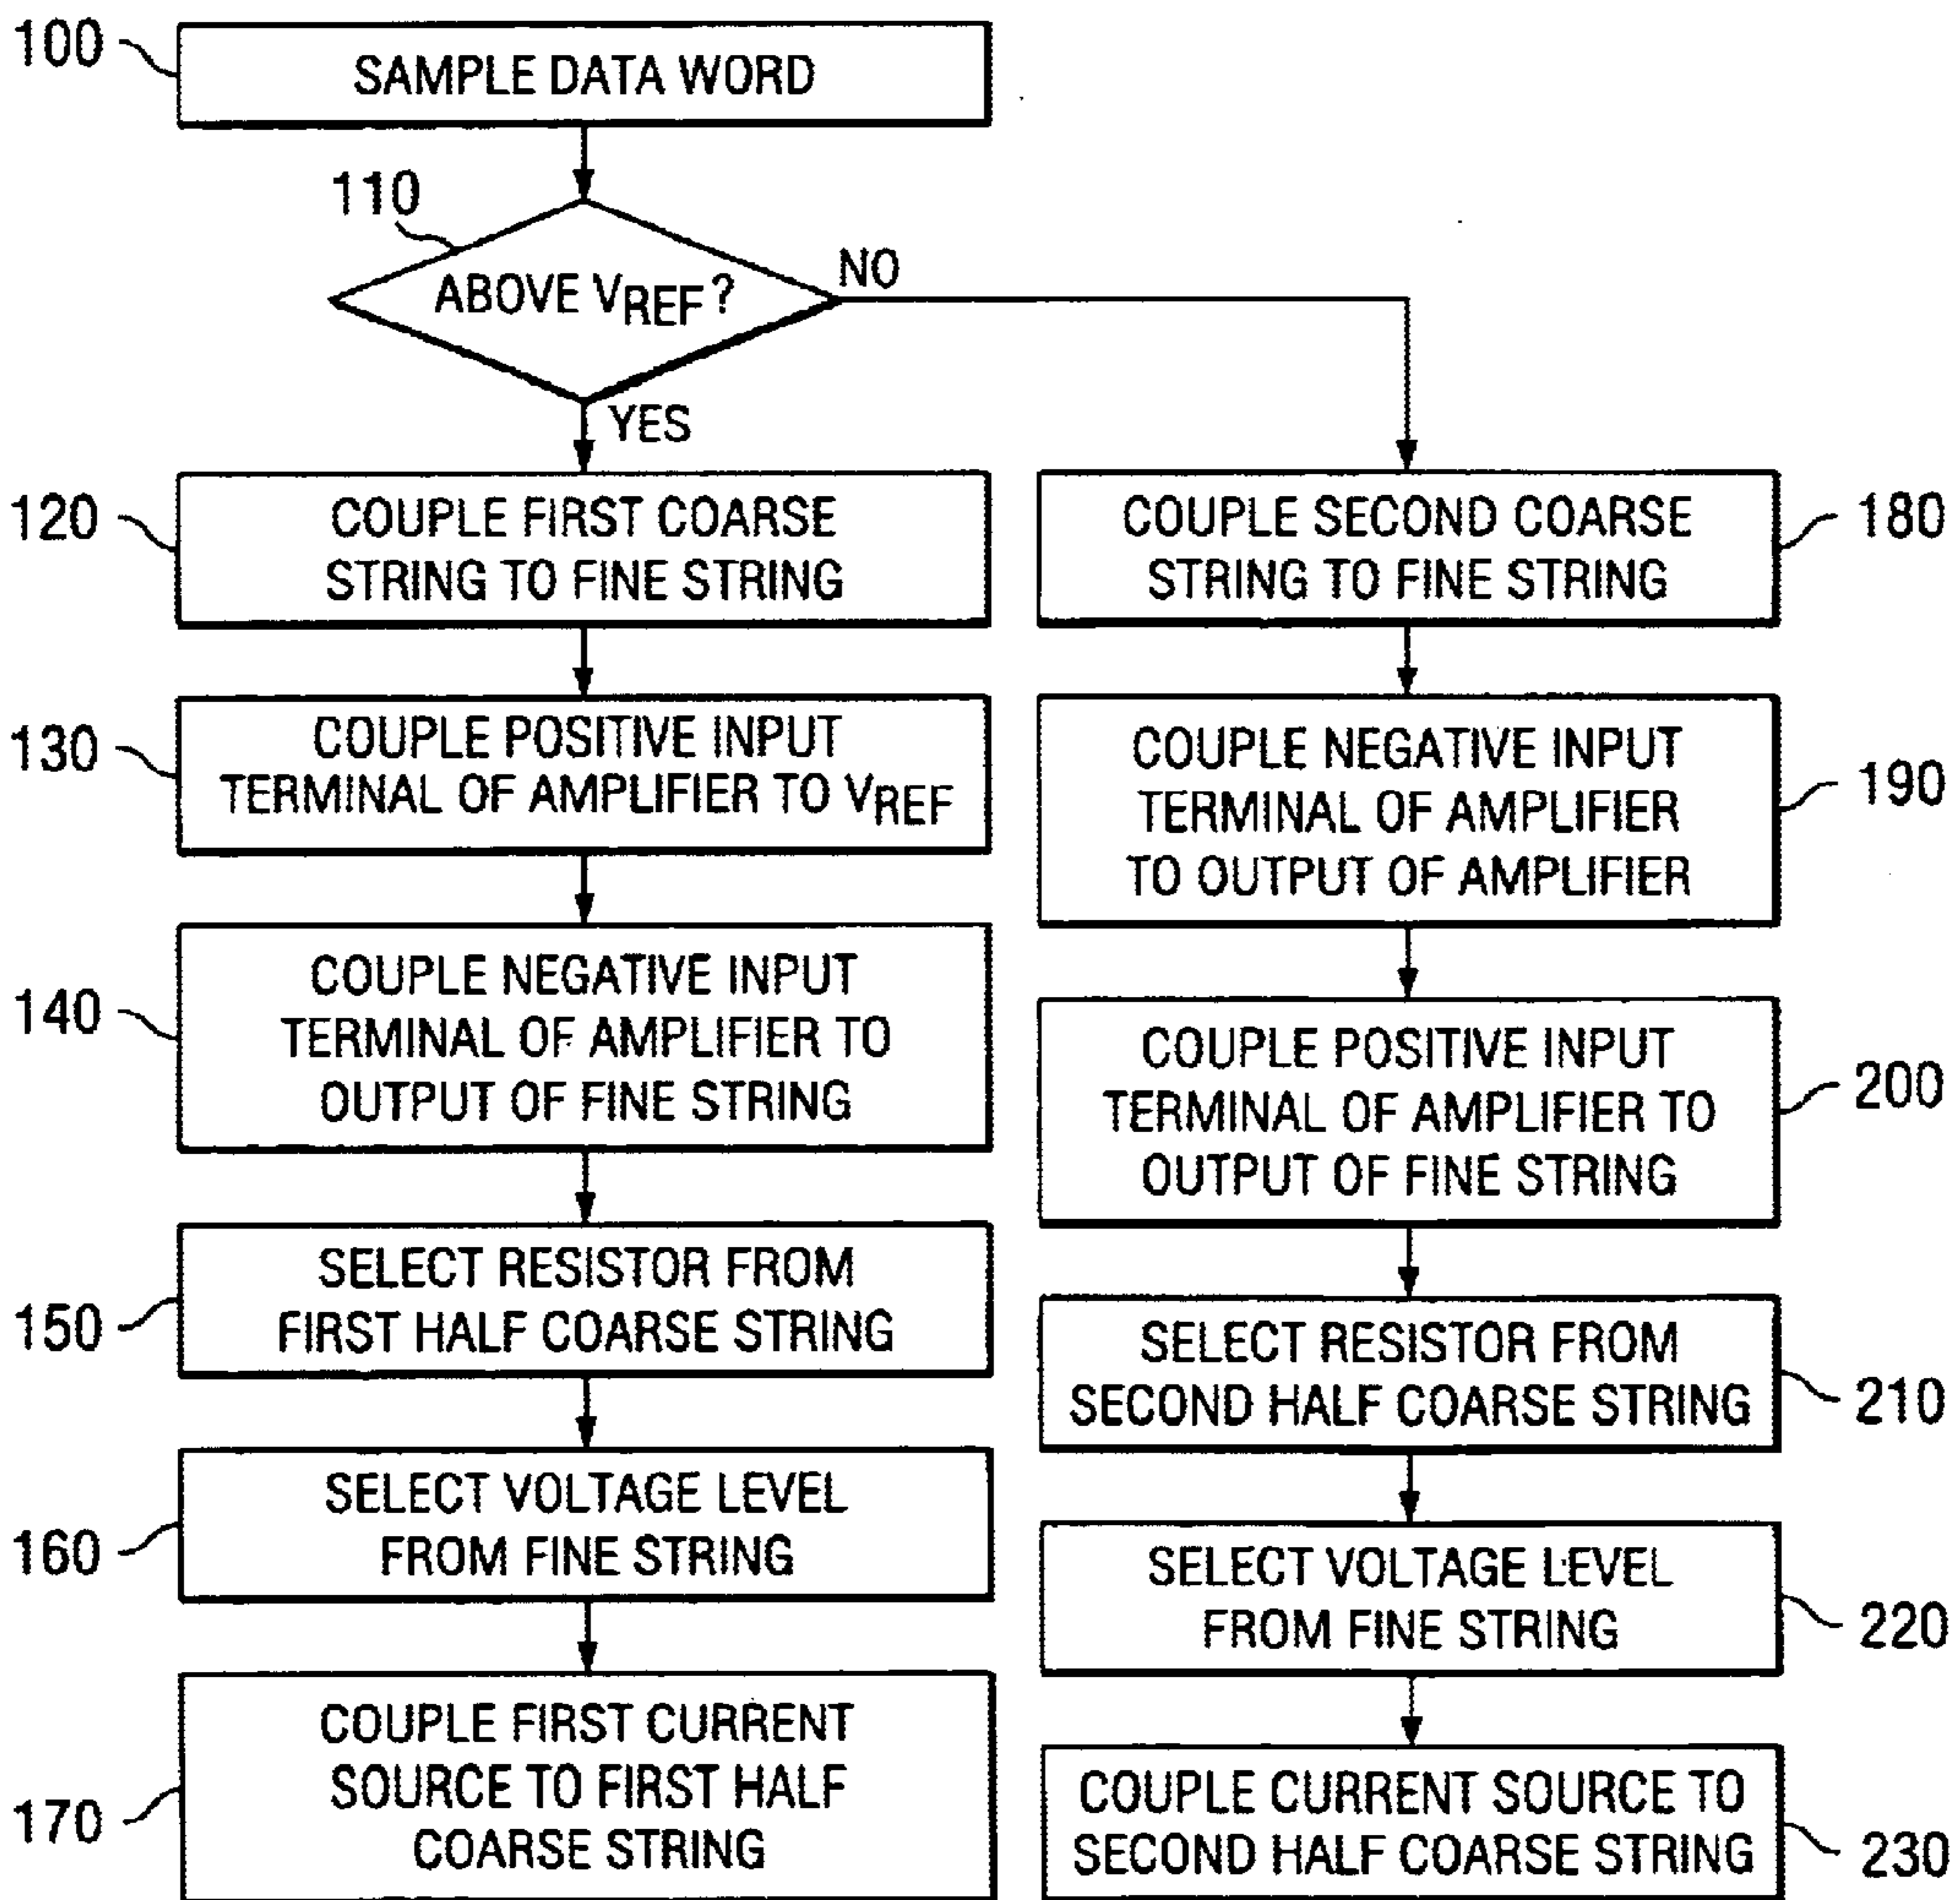 100
SAMPLE DATA WORD
110
ABOVE VREF?
NO
YES
120
COUPLE FIRST COARSE
STRING TO FINE STRING
130
COUPLE POSITIVE INPUT
TERMINAL OF AMPLIFIER TO VREF
140
COUPLE NEGATIVE INPUT
TERMINAL OF AMPLIFIER TO
OUTPUT OF FINE STRING
150
SELECT RESISTOR FROM
FIRST HALF COARSE STRING
160
SELECT VOLTAGE LEVEL
FROM FINE STRING
170
COUPLE FIRST CURRENT
SOURCE TO FIRST HALF
COARSE STRING
COUPLE SECOND COARSE
STRING TO FINE STRING
180
COUPLE NEGATIVE INPUT
TERMINAL OF AMPLIFIER
TO OUTPUT OF AMPLIFIER
190
COUPLE POSITIVE INPUT
TERMINAL OF AMPLIFIER TO
OUTPUT OF FINE STRING
200
SELECT RESISTOR FROM
SECOND HALF COARSE STRING
210
SELECT VOLTAGE LEVEL
FROM FINE STRING
220
COUPLE CURRENT SOURCE TO
SECOND HALF COARSE STRING
230